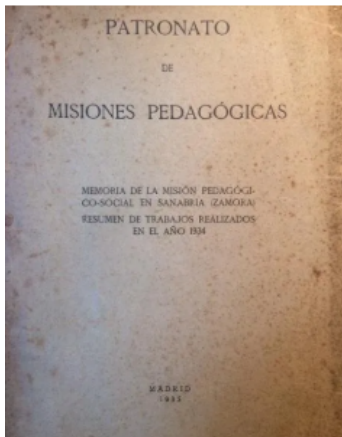 PATRONATO
DE
MISIONES PEDAGÓGICAS
MEMORIA DE LA MISIÓN PEDAGÓGI-
CO-SOCIAL EN SANABRIA (ZAMORA)
RESUMEN DE TRABAJOS REALIZADOS
EN EL AÑO 1934
MADRID
1935